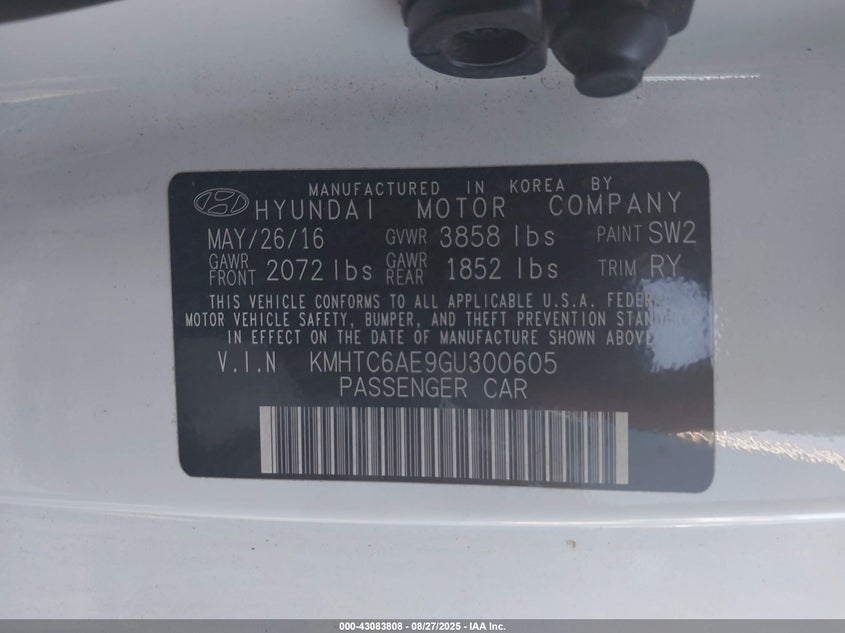 MANUFACTURED IN KOREA BY
HYUNDAI MOTOR COMPANY
MAY/26/16 GVWR 3858 lbs PAINT SW2
GAWR FRONT 2072 lbs GAWR REAR 1852 lbs TRIM RY
THIS VEHICLE CONFORMS TO ALL APPLICABLE U.S.A.
MOTOR VEHICLE SAFETY, BUMPER, AND THEFT PREVENTION
IN EFFECT ON THE DATE OF MANUFACTURE SHOWN ABOVE
V.I.N KMHTC6AE9GU300605
PASSENGER CAR
000-43083808 - 08/27/2025 - IAA Inc.